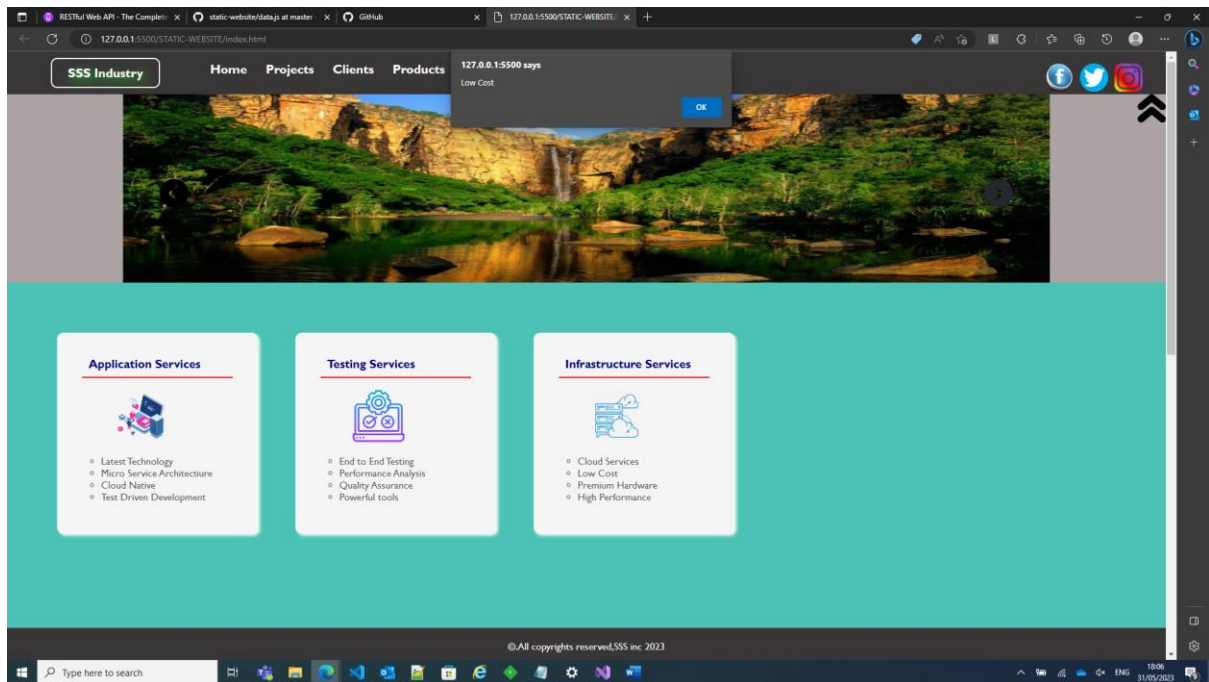 RESTful Web API - The Complete
static-website/data.js at master
GitHub
127.0.0.1:5500/STATIC-WEBSITE/
127.0.0.1:5500/STATIC-WEBSITE/index.html
SSS Industry
Home Projects Clients Products
127.0.0.1:5500 says
Low Cost
OK
Application Services
Latest Technology
Micro Service Architectiure
Cloud Native
Test Driven Development
Testing Services
End to End Testing
Performance Analysis
Quality Assurance
Powerful tools
Infrastructure Services
Cloud Services
Low Cost
Premium Hardware
High Performance
©.All copyrights reserved,SSS inc 2023
Type here to search
ENG
18:06
31/05/2023